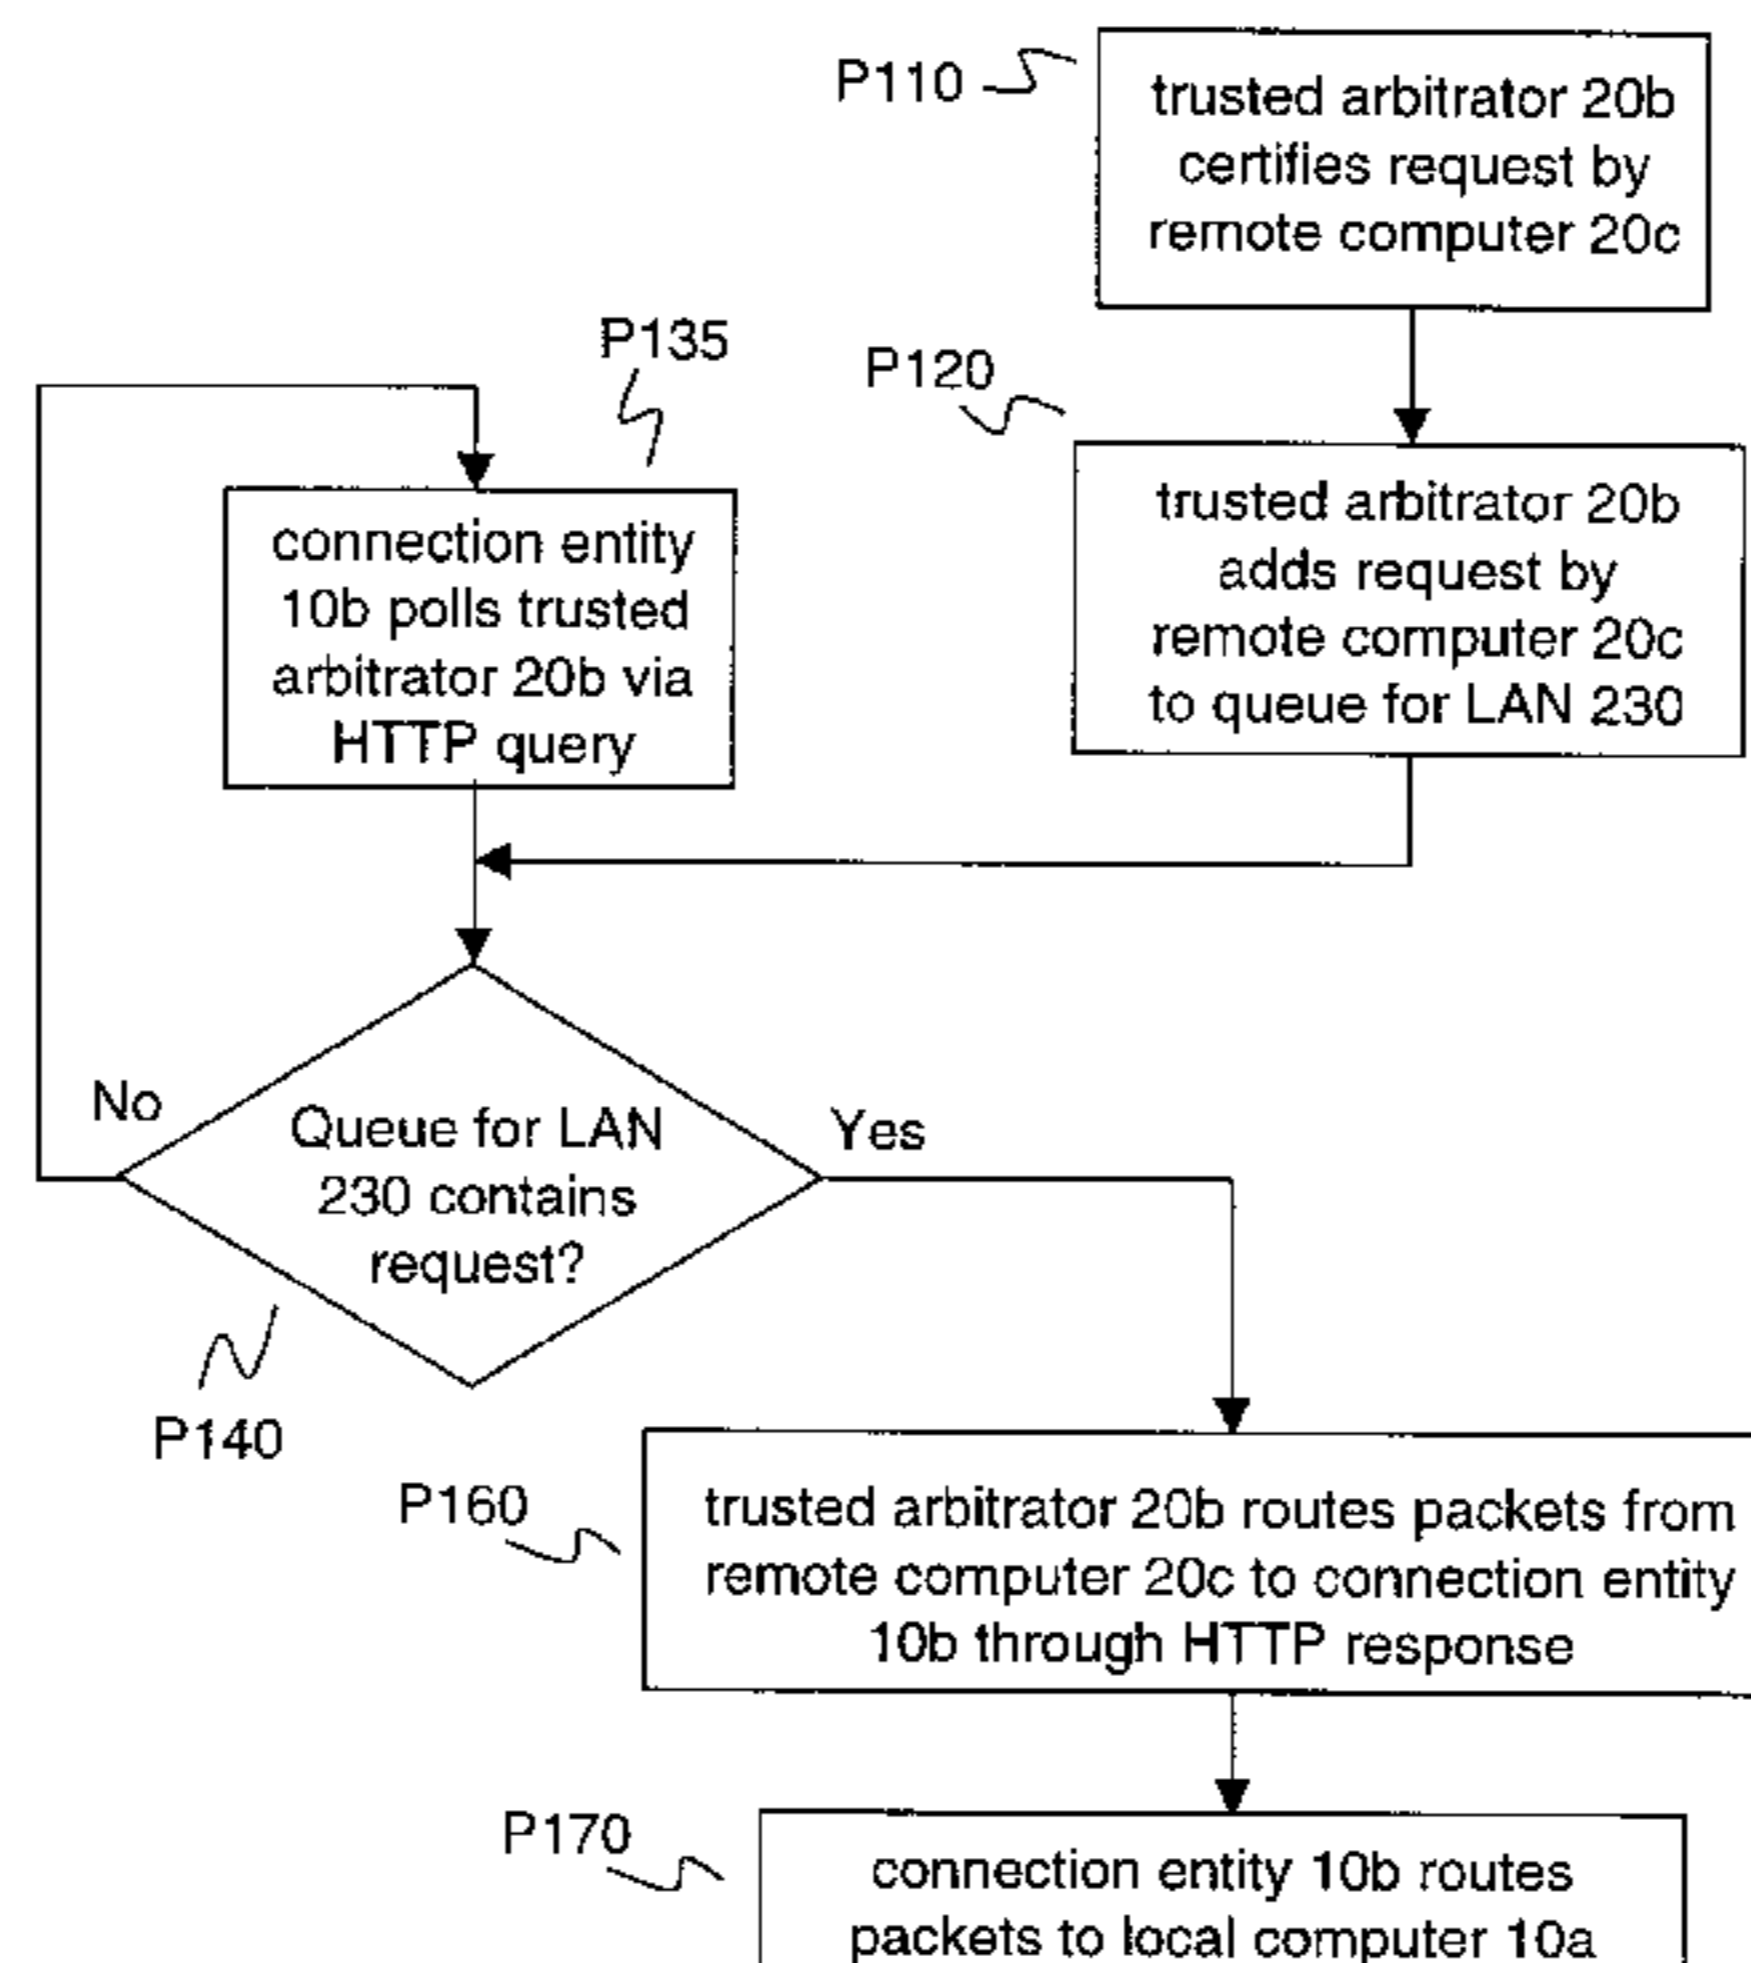 P110
trusted arbitrator 20b
certifies request by
remote computer 20c
P135
P120
connection entity
10b polls trusted
arbitrator 20b via
HTTP query
trusted arbitrator 20b
adds request by
remote computer 20c
to queue for LAN 230
No
Yes
Queue for LAN
230 contains
request?
P140
P160
trusted arbitrator 20b routes packets from
remote computer 20c to connection entity
10b through HTTP response
P170
connection entity 10b routes
packets to local computer 10a